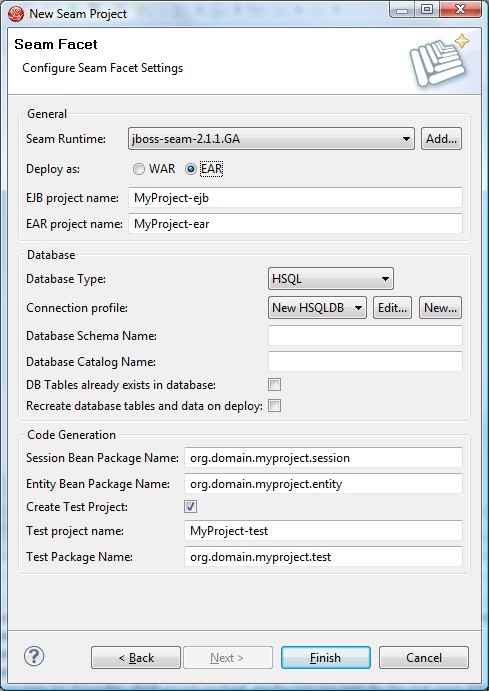 New Seam Project
Seam Facet
Configure Seam Facet Settings
General
Seam Runtime: jboss-seam-2.1.1.GA Add...
Deploy as: WAR EAR
EJB project name: MyProject-ejb
EAR project name: MyProject-ear
Database
Database Type: HSQL
Connection profile: New HSQLDB Edit... New...
Database Schema Name:
Database Catalog Name:
DB Tables already exists in database:
Recreate database tables and data on deploy:
Code Generation
Session Bean Package Name: org.domain.myproject.session
Entity Bean Package Name: org.domain.myproject.entity
Create Test Project:
Test project name: MyProject-test
Test Package Name: org.domain.myproject.test
? < Back Next > Finish Cancel